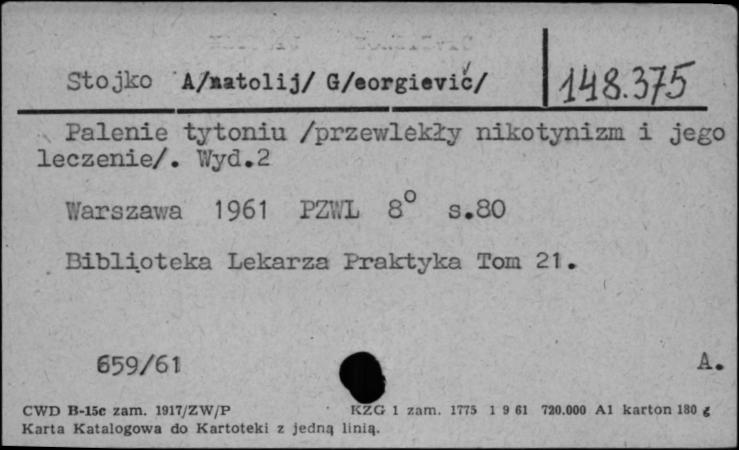 Stojko A/natolij/ G/eorgievič/ 148.375
Palenie tytoniu /przewlekły nikotynizm i jego
leczenie/. Wyd.2
Warszawa 1961 PZWL 8° s.80
Biblioteka Lekarza Praktyka Tom 21.
659/61 A.
CWD B-15c zam. 1917/ZW/P KZG 1 zam. 1775 1 9 61 720.000 A1 karton 180 g
Karta Katalogowa do Kartoteki z jedną linią.